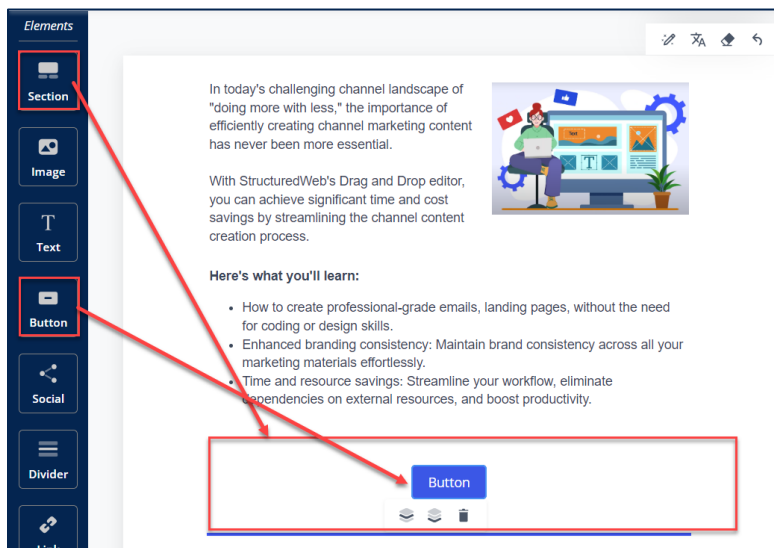 Elements
Section
Image
Text
Button
Social
Divider
In today's challenging channel landscape of
"doing more with less," the importance of
efficiently creating channel marketing content
has never been more essential.
With StructuredWeb's Drag and Drop editor,
you can achieve significant time and cost
savings by streamlining the channel content
creation process.
Text
T
Here's what you'll learn:
How to create professional-grade emails, landing pages, without the need
for coding or design skills.
Enhanced branding consistency: Maintain brand consistency across all your
marketing materials effortlessly.
Time and resource savings: Streamline your workflow, eliminate
dependencies on external resources, and boost productivity.
Button